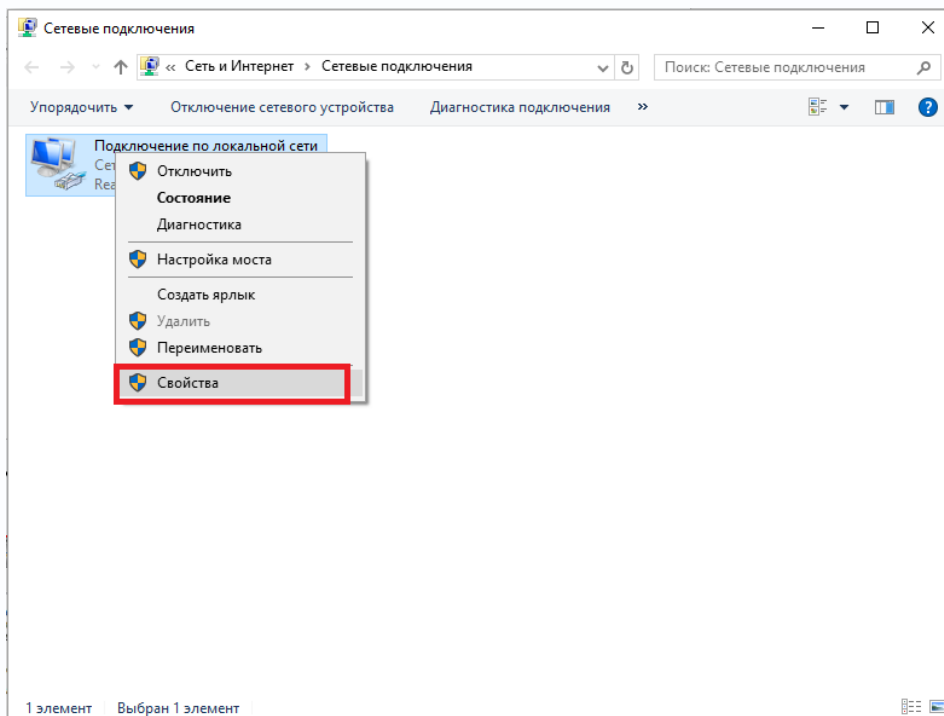 Сетевые подключения
« Сеть и Интернет › Сетевые подключения
Поиск: Сетевые подключения
Упорядочить Отключение сетевого устройства Диагностика подключения »
Подключение по локальной сети
Отключить
Состояние
Диагностика
Настройка моста
Создать ярлык
Удалить
Переименовать
Свойства
1 элемент Выбран 1 элемент